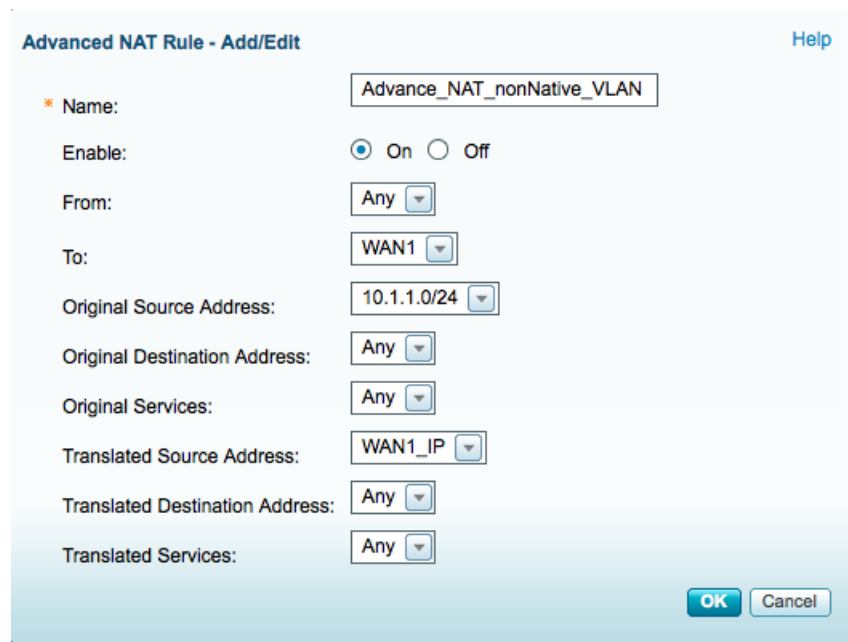 Advanced NAT Rule - Add/Edit Help
* Name: Advance_NAT_nonNative_VLAN
Enable: On Off
From: Any
To: WAN1
Original Source Address: 10.1.1.0/24
Original Destination Address: Any
Original Services: Any
Translated Source Address: WAN1_IP
Translated Destination Address: Any
Translated Services: Any
OK Cancel